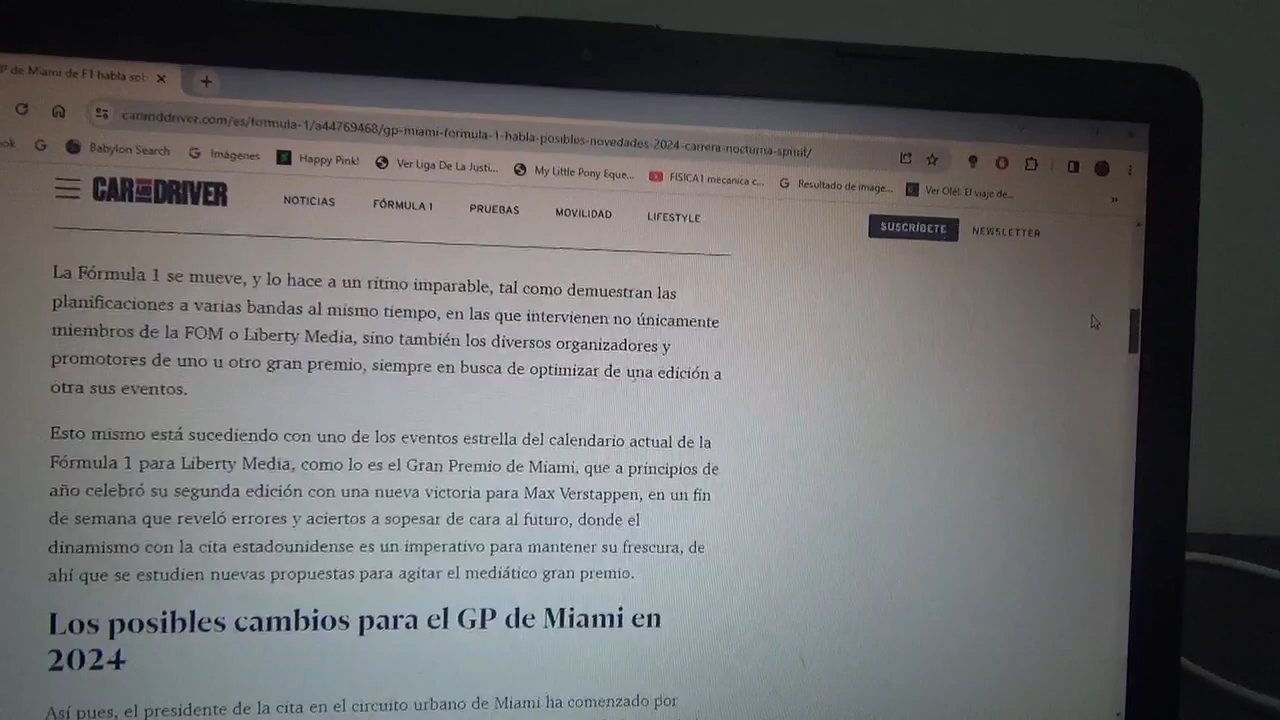 P de Miami de F1 habla sob
caranddriver.com/es/formula-1/a44769468/gp-miami-formula-1-habla-posibles-novedades-2024-carrera-nocturna-sprint/
ok
Babylon Search
Imágenes
Happy Pink!
Ver Liga De La Justi...
My Little Pony Eque...
FISICA1 mecanica c...
Resultado de image...
Ver Olé!: El viaje de...
CAR AND DRIVER
NOTICIAS FÓRMULA 1 PRUEBAS MOVILIDAD LIFESTYLE SUSCRÍBETE NEWSLETTER
La Fórmula 1 se mueve, y lo hace a un ritmo imparable, tal como demuestran las
planificaciones a varias bandas al mismo tiempo, en las que intervienen no únicamente
miembros de la FOM o Liberty Media, sino también los diversos organizadores y
promotores de uno u otro gran premio, siempre en busca de optimizar de una edición a
otra sus eventos.
Esto mismo está sucediendo con uno de los eventos estrella del calendario actual de la
Fórmula 1 para Liberty Media, como lo es el Gran Premio de Miami, que a principios de
año celebró su segunda edición con una nueva victoria para Max Verstappen, en un fin
de semana que reveló errores y aciertos a sopesar de cara al futuro, donde el
dinamismo con la cita estadounidense es un imperativo para mantener su frescura, de
ahí que se estudien nuevas propuestas para agitar el mediático gran premio.
Los posibles cambios para el GP de Miami en
2024
Así pues, el presidente de la cita en el circuito urbano de Miami ha comenzado por